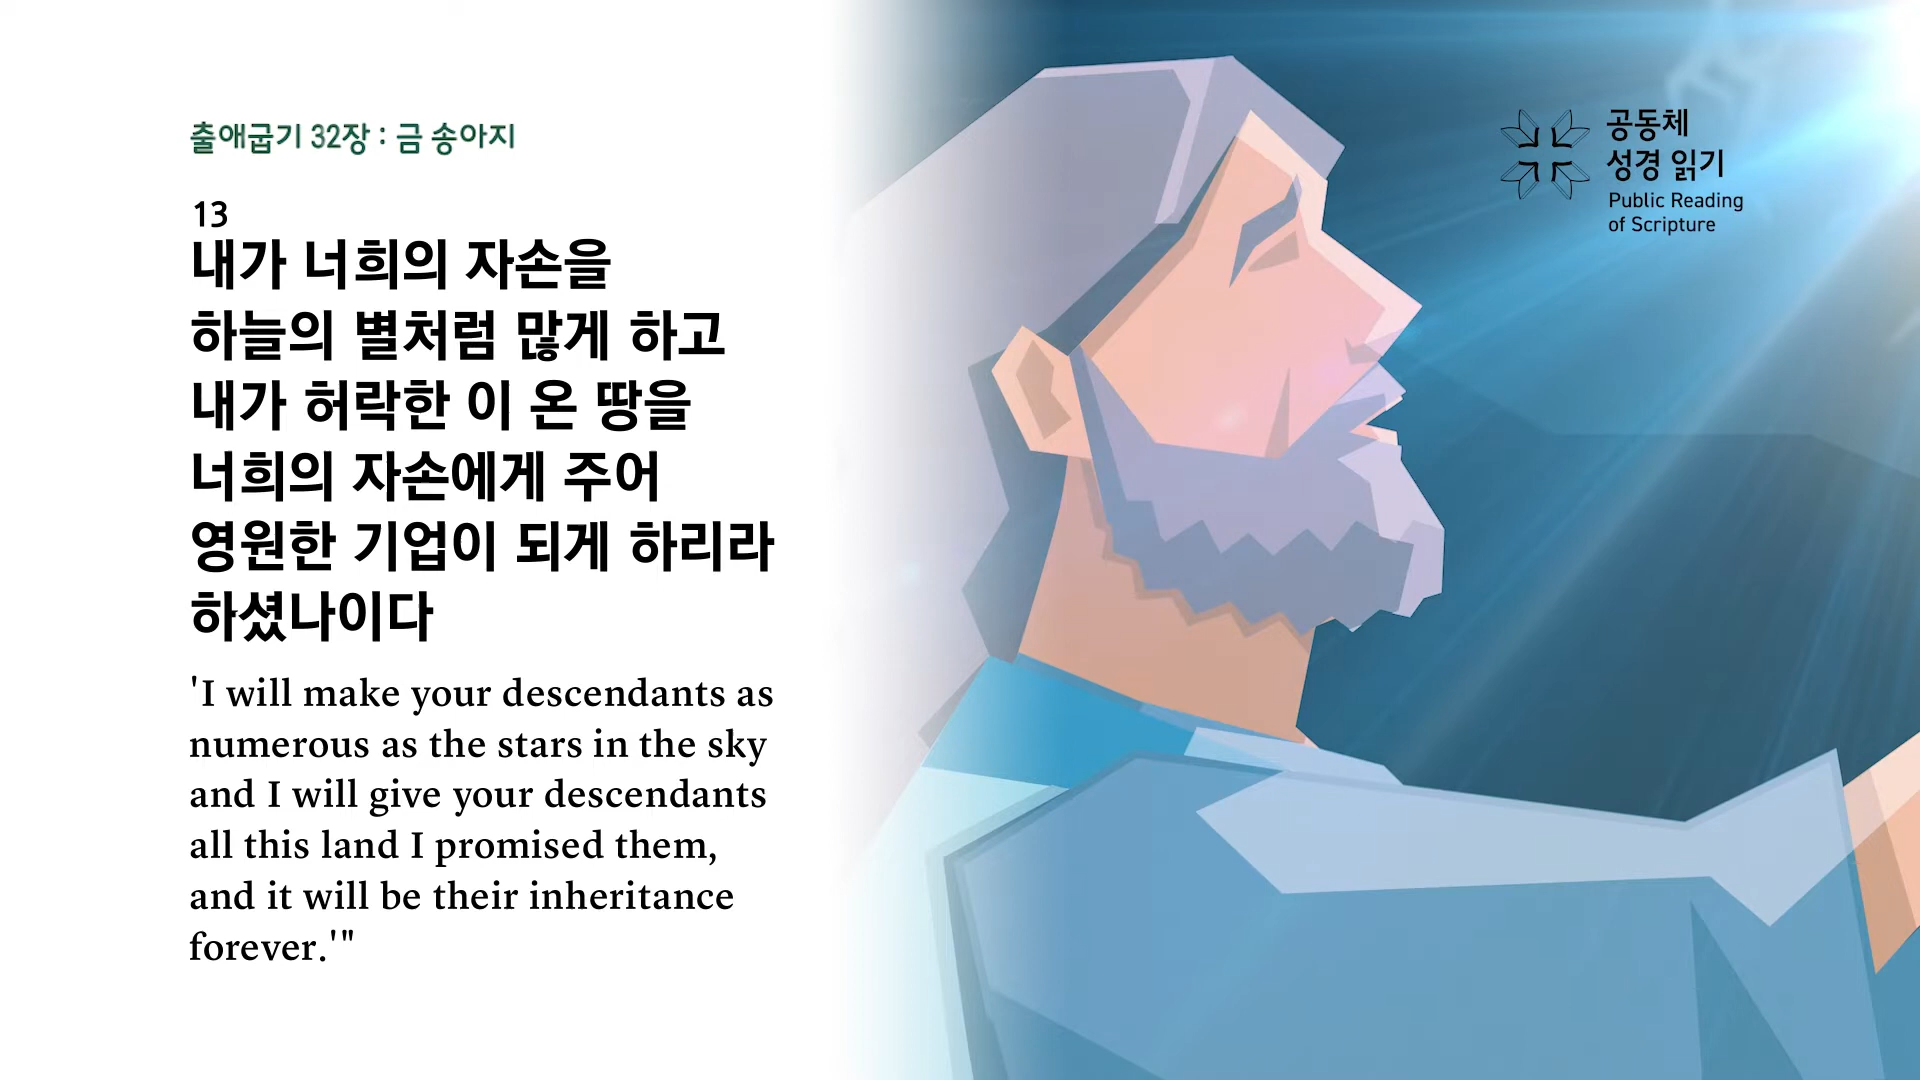 출애굽기 32장 : 금 송아지
13
내가 너희의 자손을
하늘의 별처럼 많게 하고
내가 허락한 이 온 땅을
너희의 자손에게 주어
영원한 기업이 되게 하리라
하셨나이다
'I will make your descendants as
numerous as the stars in the sky
and I will give your descendants
all this land I promised them,
and it will be their inheritance
forever.'"
공동체
성경 읽기
Public Reading
of Scripture